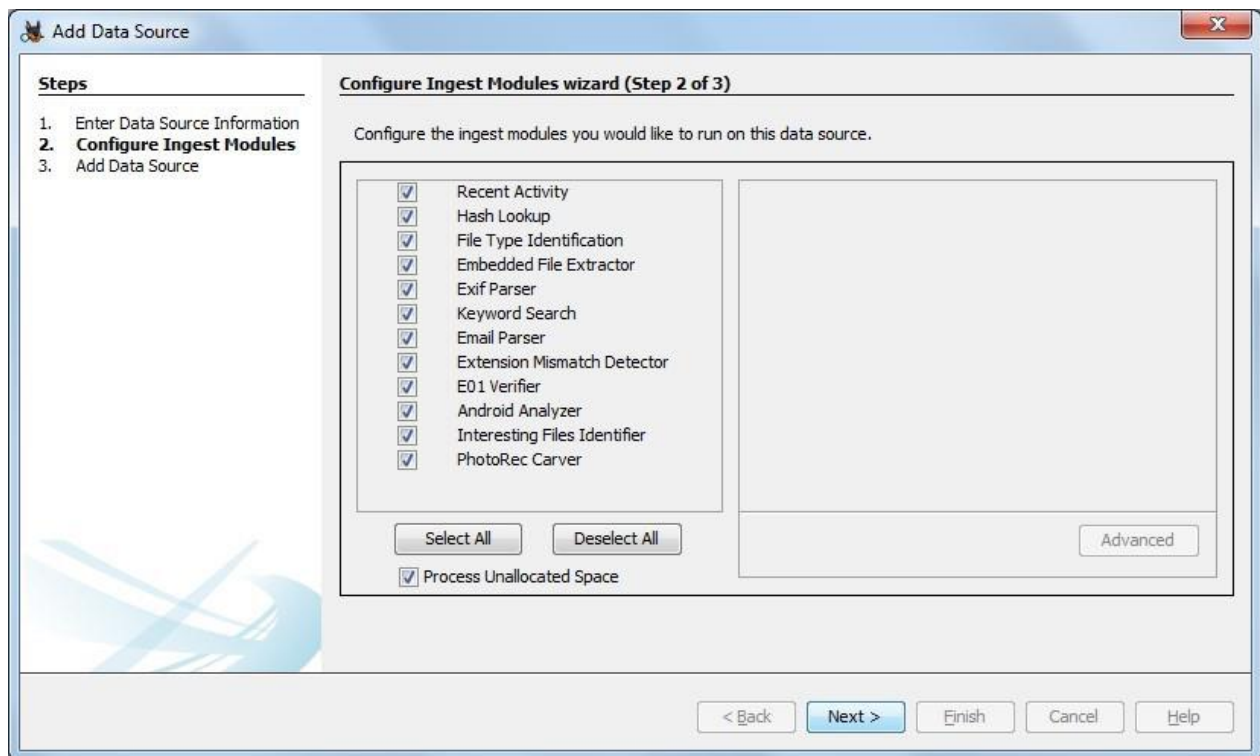 Add Data Source
Steps
1. Enter Data Source Information
2. Configure Ingest Modules
3. Add Data Source
Configure Ingest Modules wizard (Step 2 of 3)
Configure the ingest modules you would like to run on this data source.
Recent Activity
Hash Lookup
File Type Identification
Embedded File Extractor
Exif Parser
Keyword Search
Email Parser
Extension Mismatch Detector
E01 Verifier
Android Analyzer
Interesting Files Identifier
PhotoRec Carver
Select All
Deselect All
Process Unallocated Space
Advanced
< Back
Next >
Finish
Cancel
Help